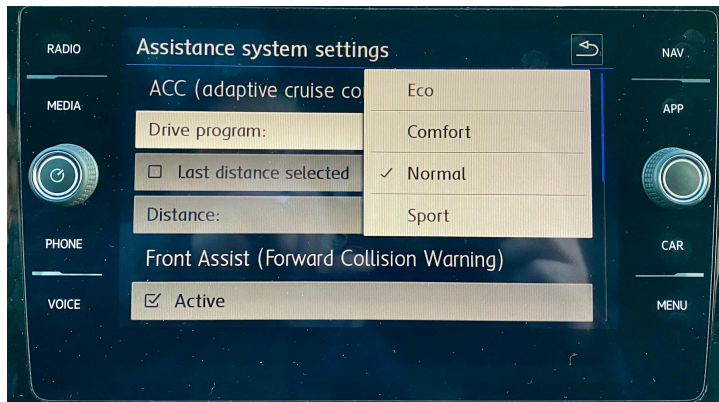 RADIO
MEDIA
PHONE
VOICE
Assistance system settings
ACC (adaptive cruise co
Drive program:
Last distance selected
Distance:
Eco
Comfort
Normal
Sport
Front Assist (Forward Collision Warning)
Active
NAV
APP
CAR
MENU